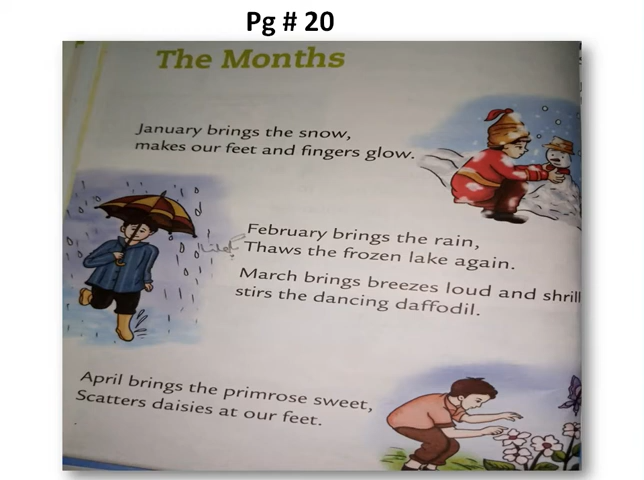 Pg # 20
The Months
January brings the snow,
makes our feet and fingers glow.
February brings the rain,
Thaws the frozen lake again.
March brings breezes loud and shrill
stirs the dancing daffodil.
April brings the primrose sweet,
Scatters daisies at our feet.